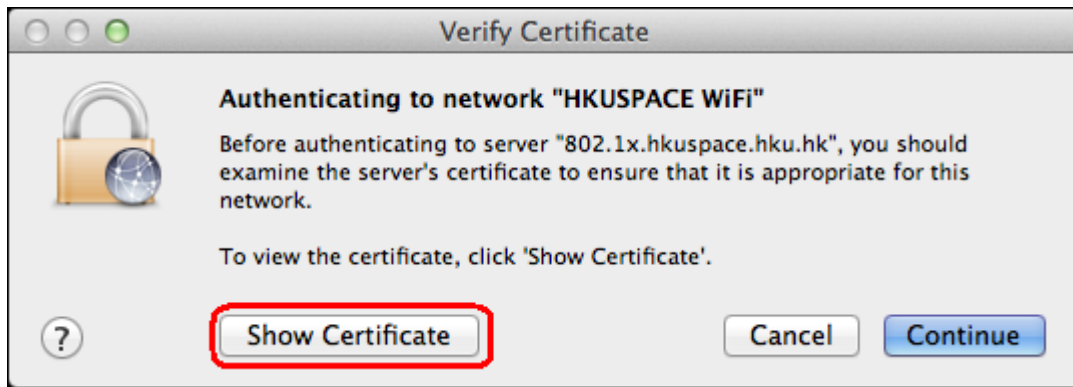 Verify Certificate
Authenticating to network "HKUSPACE WiFi"
Before authenticating to server "802.1x.hkuspace.hku.hk", you should
examine the server's certificate to ensure that it is appropriate for this
network.
To view the certificate, click 'Show Certificate'.
? Show Certificate Cancel Continue